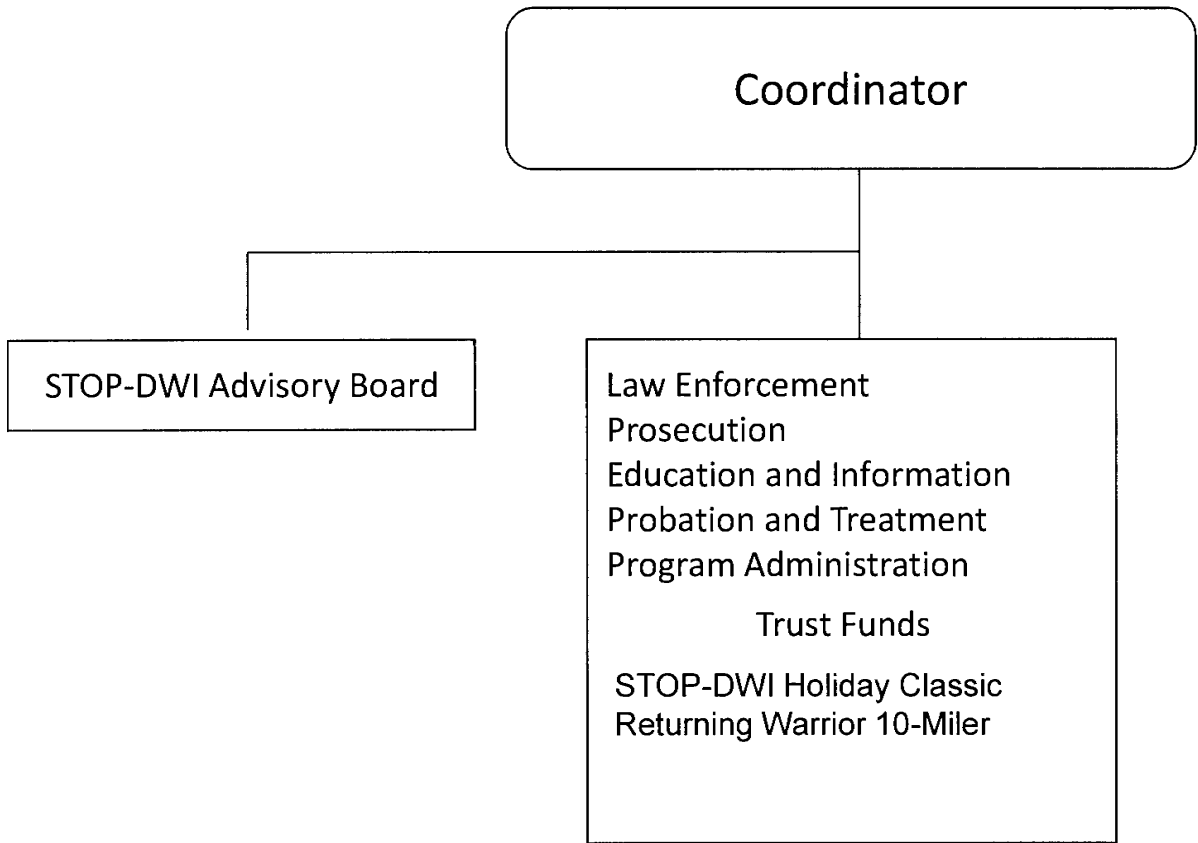 Coordinator
STOP-DWI Advisory Board
Law Enforcement
Prosecution
Education and Information
Probation and Treatment
Program Administration
Trust Funds
STOP-DWI Holiday Classic
Returning Warrior 10-Miler